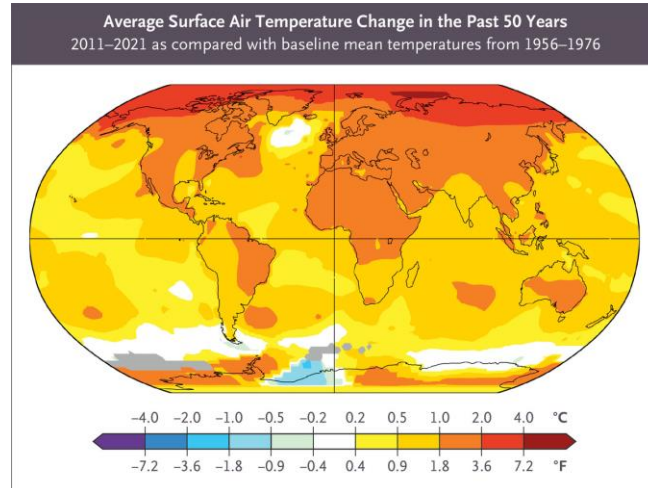 Average Surface Air Temperature Change in the Past 50 Years
2011–2021 as compared with baseline mean temperatures from 1956–1976
–4.0 –2.0 –1.0 –0.5 –0.2 0.2 0.5 1.0 2.0 4.0 °C
–7.2 –3.6 –1.8 –0.9 –0.4 0.4 0.9 1.8 3.6 7.2 °F